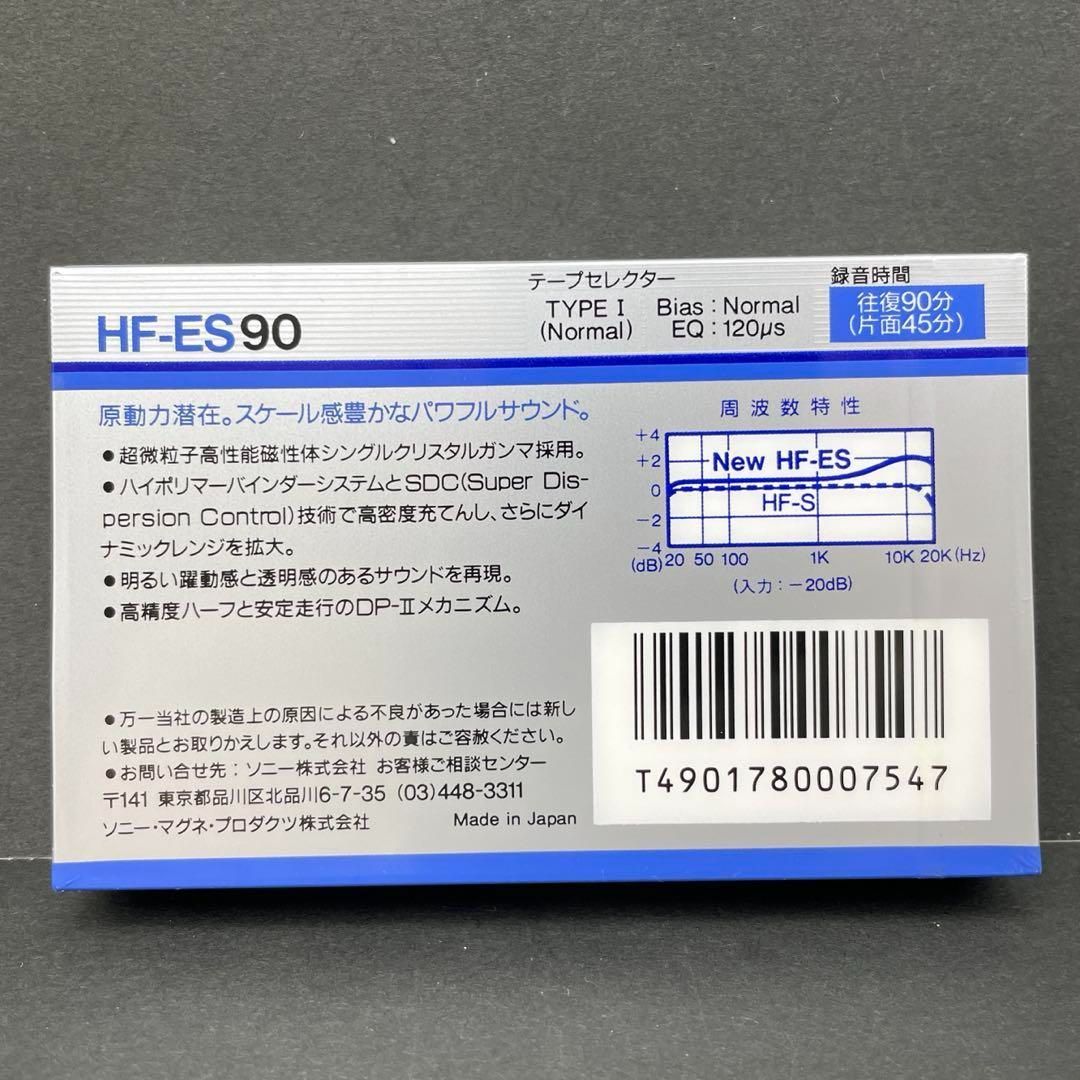 HF-ES90
テープセレクター
TYPE I (Normal)
Bias : Normal
EQ : 120μs
録音時間
往復90分
(片面45分)
原動力潜在。スケール感豊かなパワフルサウンド。
●超微粒子高性能磁性体シングルクリスタルガンマ採用。
●ハイポリマーバインダーシステムとSDC(Super Dis-
persion Control)技術で高密度充てんし、さらにダイ
ナミックレンジを拡大。
●明るい躍動感と透明感のあるサウンドを再現。
●高精度ハーフと安定走行のDP-Ⅱメカニズム。
周波数特性
+4
+2
0
−2
−4
(dB)
New HF-ES
HF-S
20 50 100 1K 10K 20K(Hz)
(入力：−20dB)
●万一当社の製造上の原因による不良があった場合には新し
い製品とお取りかえします。それ以外の責はご容赦ください。
●お問い合せ先：ソニー株式会社 お客様ご相談センター
〒141 東京都品川区北品川6-7-35 (03)448-3311
ソニー・マグネ・プロダクツ株式会社 Made in Japan
T4901780007547